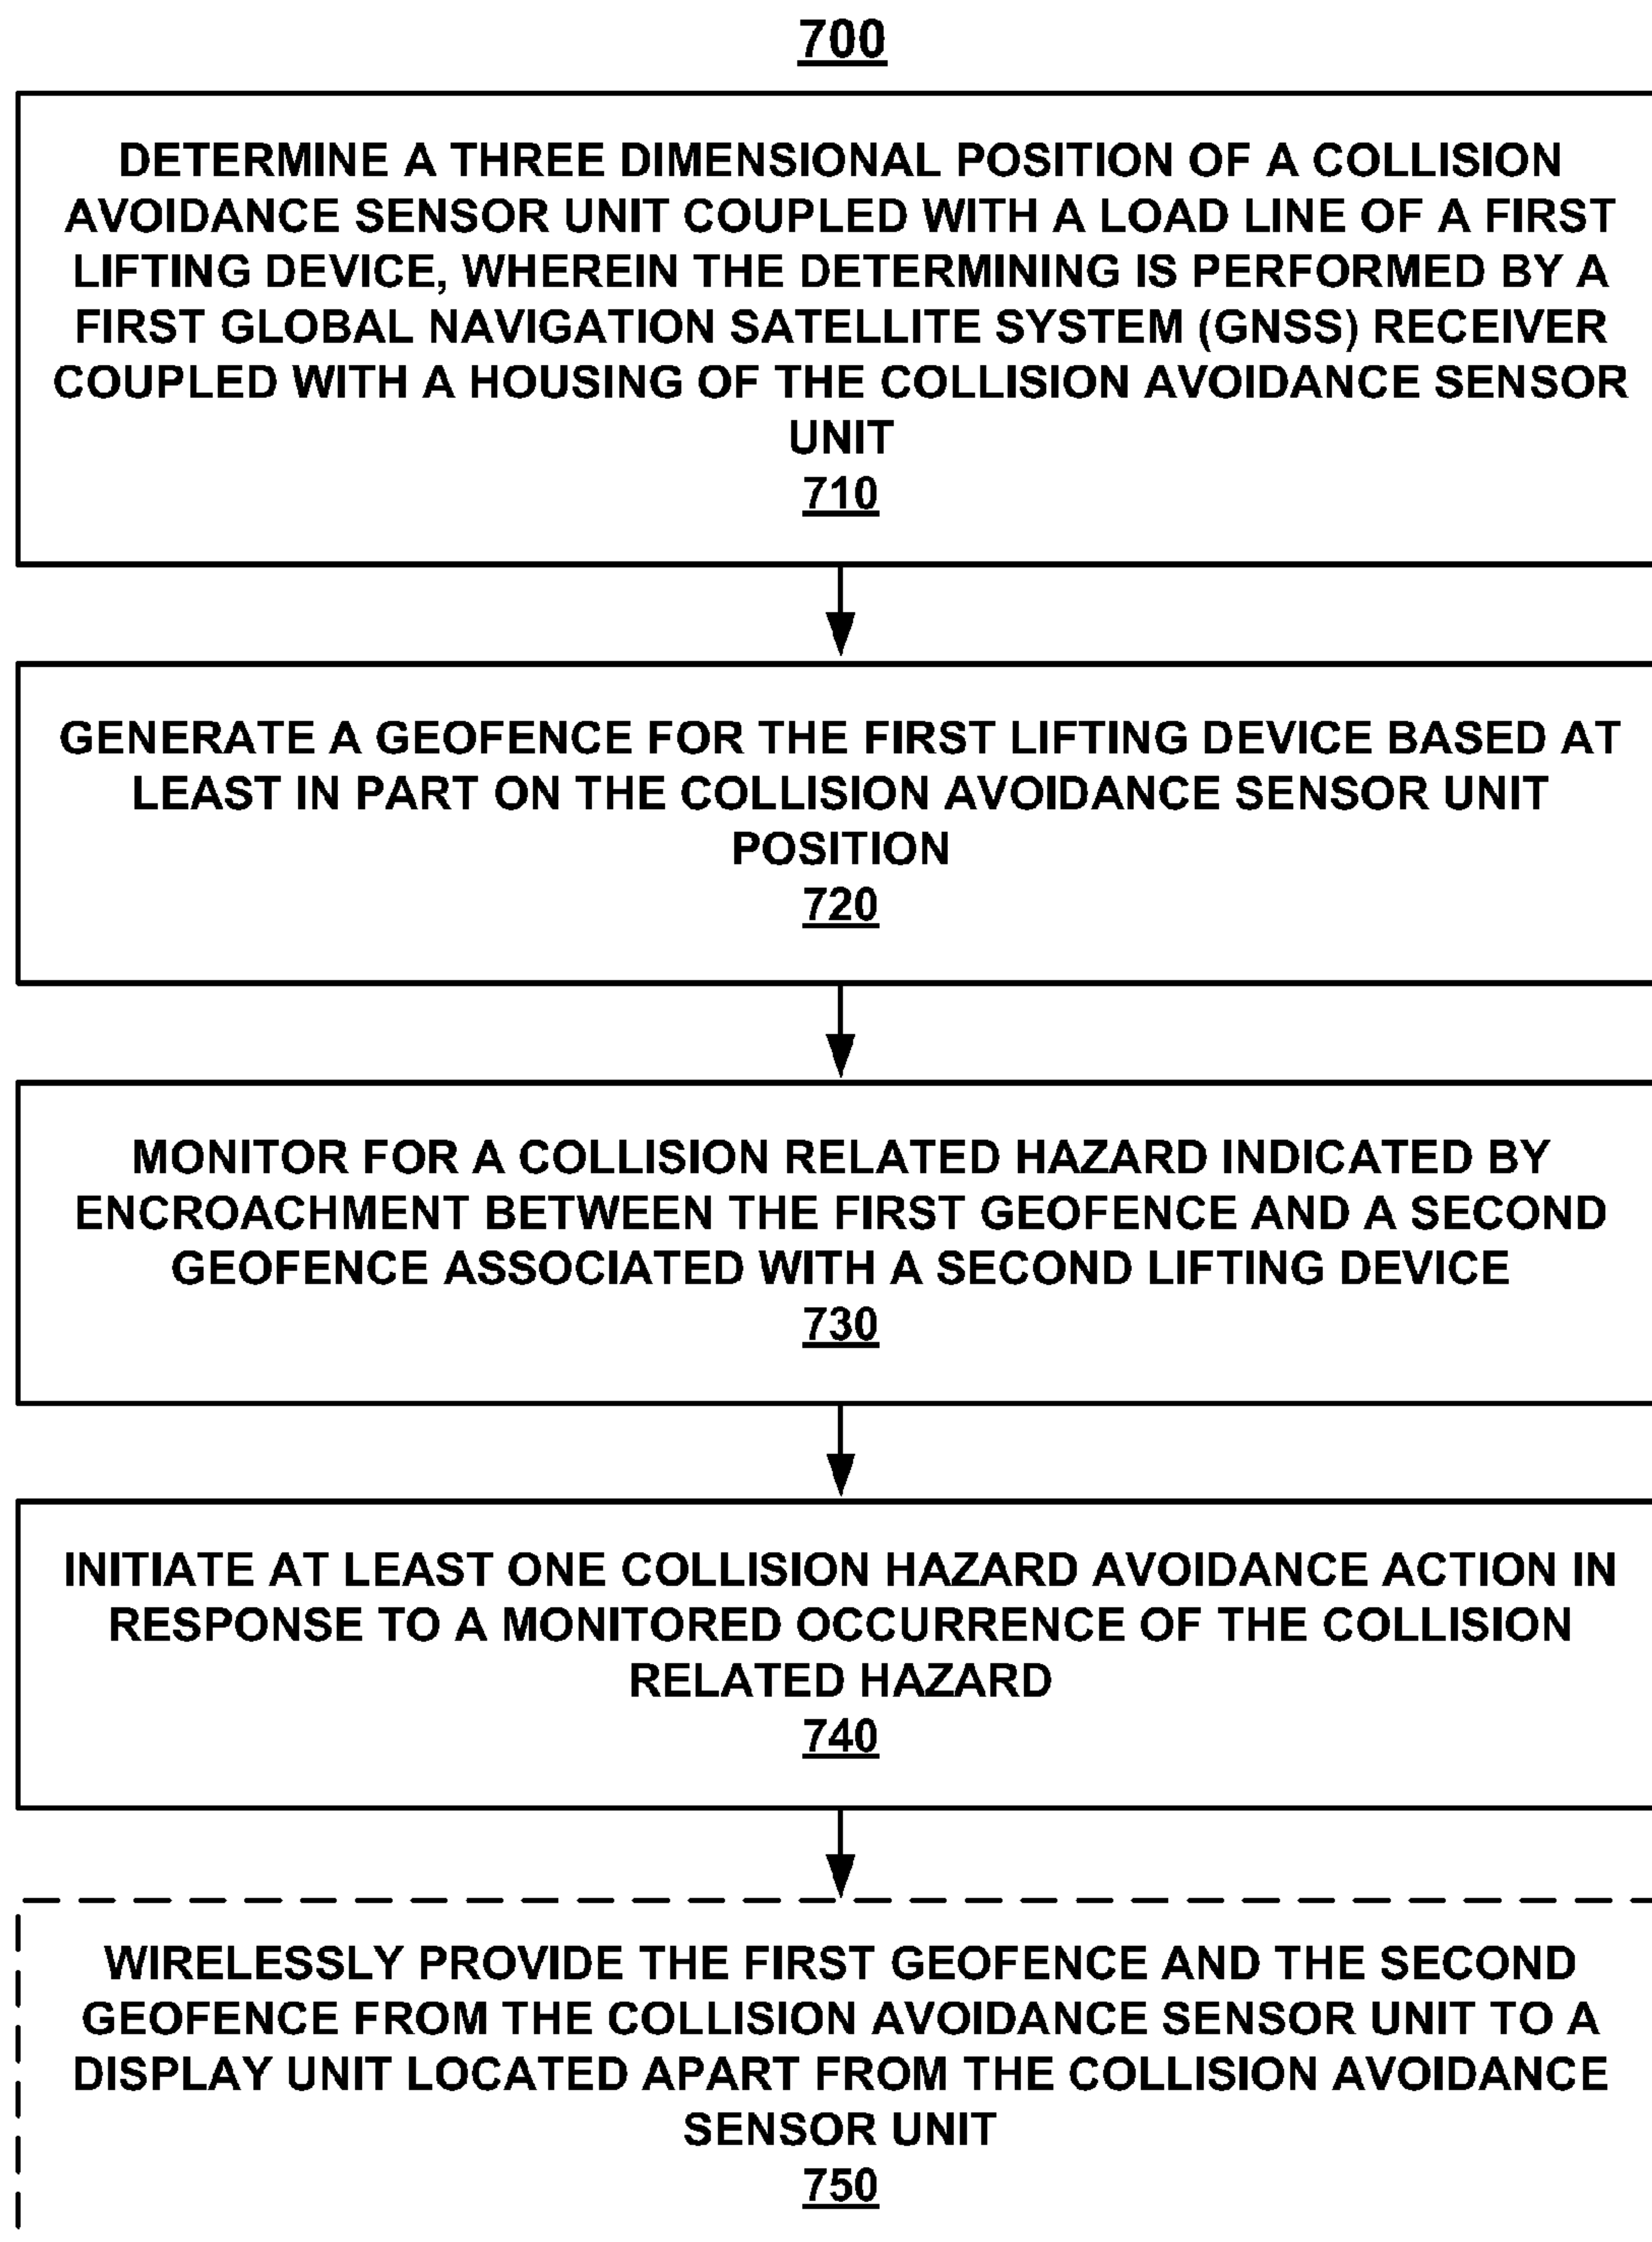 700
DETERMINE A THREE DIMENSIONAL POSITION OF A COLLISION
AVOIDANCE SENSOR UNIT COUPLED WITH A LOAD LINE OF A FIRST
LIFTING DEVICE, WHEREIN THE DETERMINING IS PERFORMED BY A
FIRST GLOBAL NAVIGATION SATELLITE SYSTEM (GNSS) RECEIVER
COUPLED WITH A HOUSING OF THE COLLISION AVOIDANCE SENSOR
UNIT
710
GENERATE A GEOFENCE FOR THE FIRST LIFTING DEVICE BASED AT
LEAST IN PART ON THE COLLISION AVOIDANCE SENSOR UNIT
POSITION
720
MONITOR FOR A COLLISION RELATED HAZARD INDICATED BY
ENCROACHMENT BETWEEN THE FIRST GEOFENCE AND A SECOND
GEOFENCE ASSOCIATED WITH A SECOND LIFTING DEVICE
730
INITIATE AT LEAST ONE COLLISION HAZARD AVOIDANCE ACTION IN
RESPONSE TO A MONITORED OCCURRENCE OF THE COLLISION
RELATED HAZARD
740
WIRELESSLY PROVIDE THE FIRST GEOFENCE AND THE SECOND
GEOFENCE FROM THE COLLISION AVOIDANCE SENSOR UNIT TO A
DISPLAY UNIT LOCATED APART FROM THE COLLISION AVOIDANCE
SENSOR UNIT
750